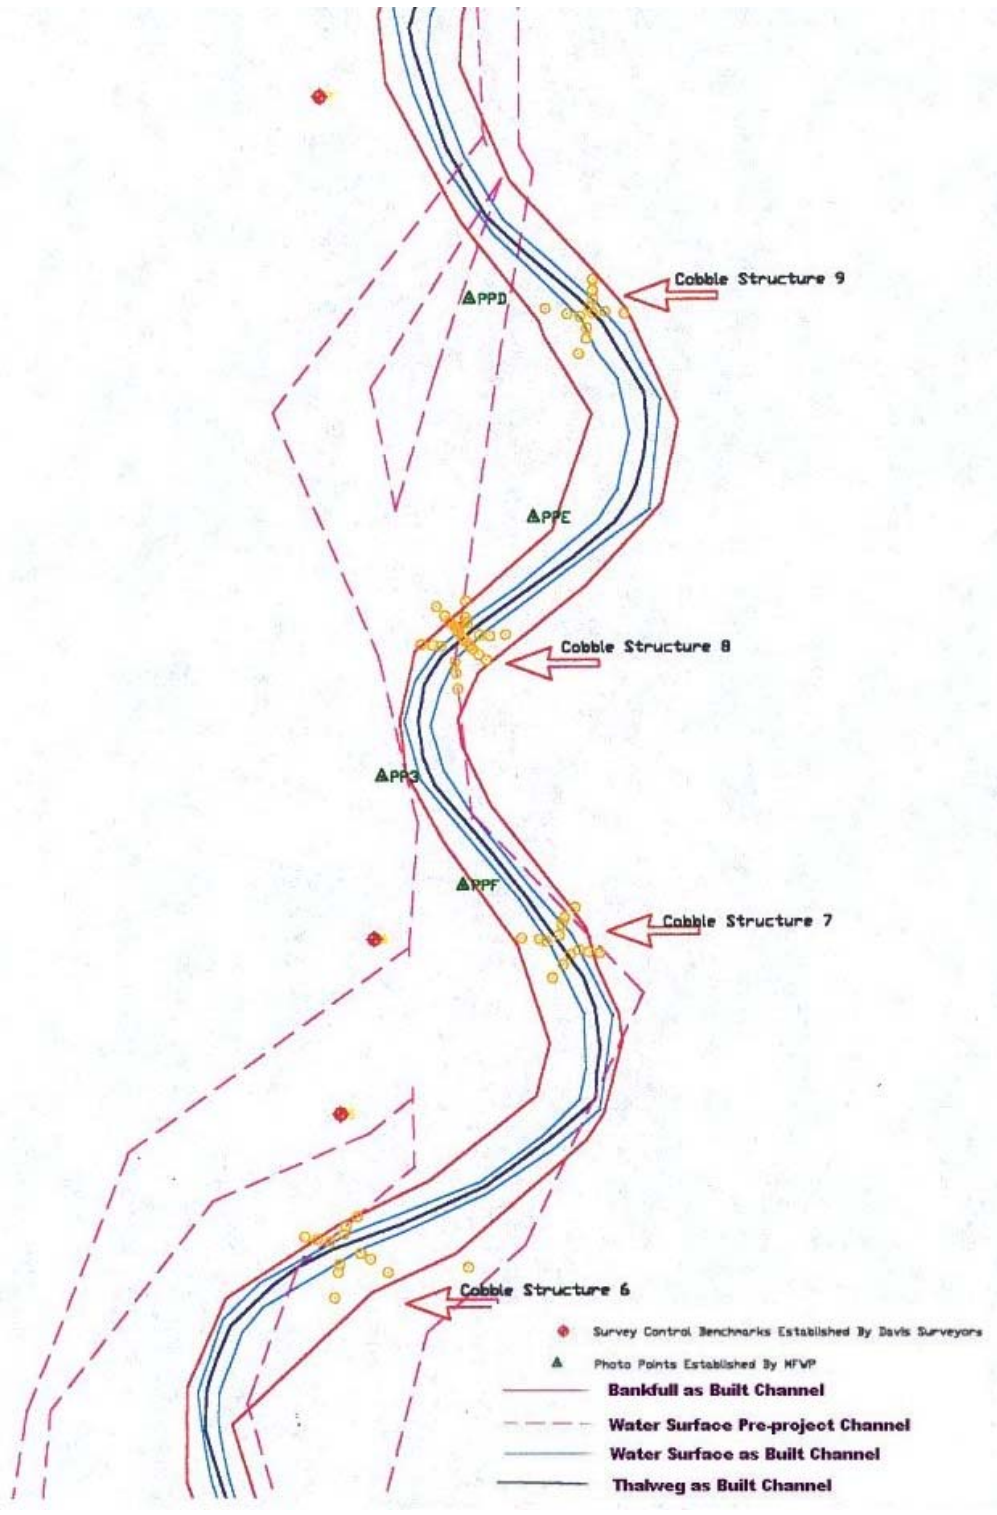 Cobble Structure 9
PPD
PPE
Cobble Structure 8
PP3
PPF
Cobble Structure 7
Cobble Structure 6
Survey Control Benchmarks Established By Davis Surveyors
Photo Points Established By MFWP
Bankfull as Built Channel
Water Surface Pre-project Channel
Water Surface as Built Channel
Thalweg as Built Channel